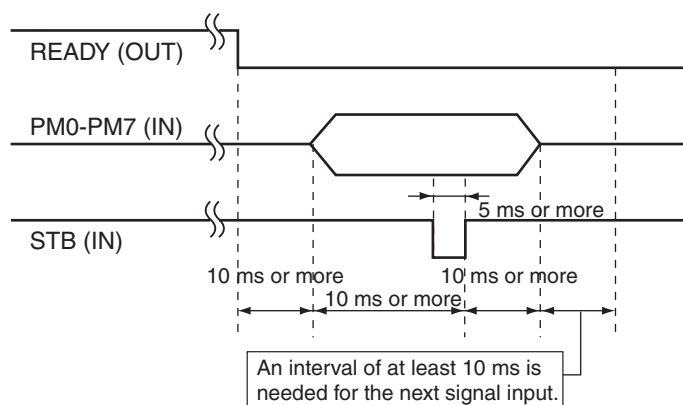 READY (OUT)
PM0-PM7 (IN)
5 ms or more
STB (IN)
10 ms or more
10 ms or more
10 ms or more
An interval of at least 10 ms is
needed for the next signal input.